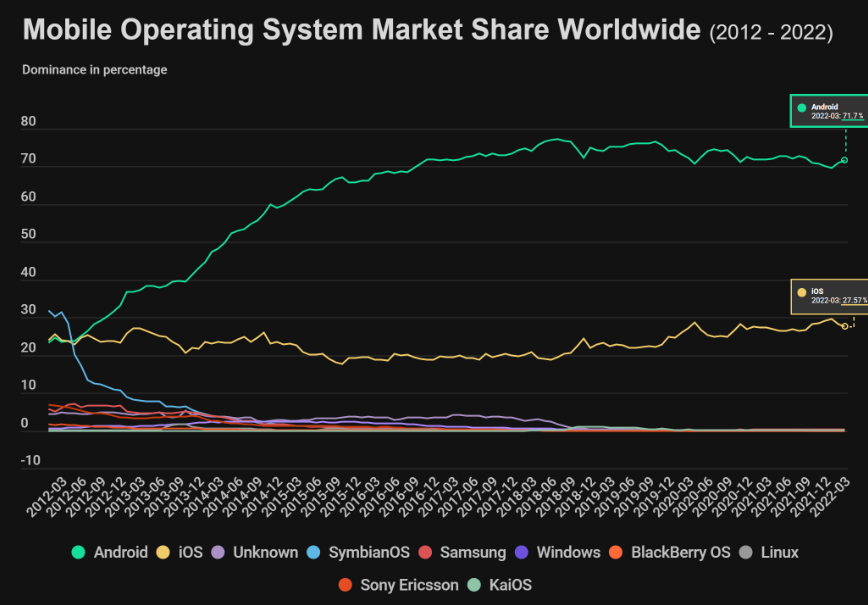 Mobile Operating System Market Share Worldwide (2012 - 2022)
Dominance in percentage
Android
2022-03: 71.7%
80
70
60
50
40
iOS
2022-03: 27.57%
30
20
10
0
-10
2012-03 2012-06 2012-09 2012-12 2013-03 2013-06 2013-09 2013-12 2014-03 2014-06 2014-09 2014-12 2015-03 2015-06 2015-09 2015-12 2016-03 2016-06 2016-09 2016-12 2017-03 2017-06 2017-09 2017-12 2018-03 2018-06 2018-09 2018-12 2019-03 2019-06 2019-09 2019-12 2020-03 2020-06 2020-09 2020-12 2021-03 2021-06 2021-09 2021-12 2022-03
Android iOS Unknown SymbianOS Samsung Windows BlackBerry OS Linux
Sony Ericsson KaiOS